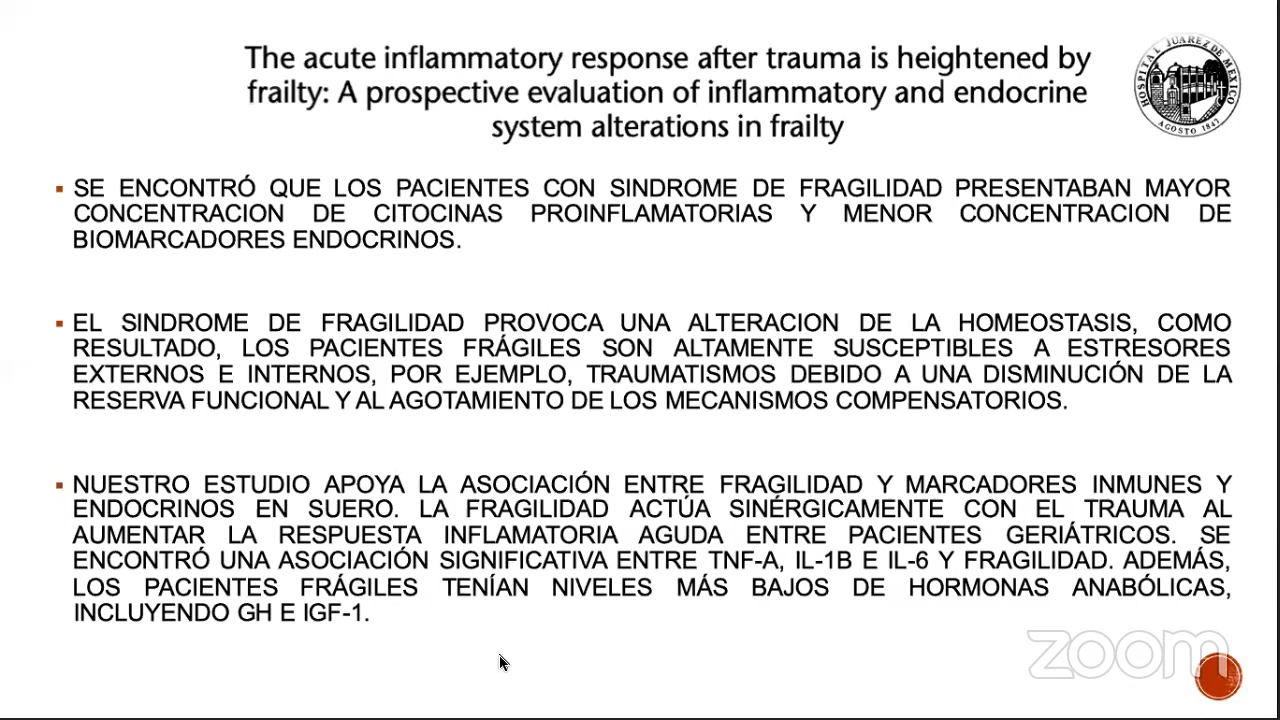 The acute inflammatory response after trauma is heightened by
frailty: A prospective evaluation of inflammatory and endocrine
system alterations in frailty
HOSPITAL JUAREZ DE MEXICO
AGOSTO 1847
SE ENCONTRÓ QUE LOS PACIENTES CON SINDROME DE FRAGILIDAD PRESENTABAN MAYOR
CONCENTRACION DE CITOCINAS PROINFLAMATORIAS Y MENOR CONCENTRACION DE
BIOMARCADORES ENDOCRINOS.
EL SINDROME DE FRAGILIDAD PROVOCA UNA ALTERACION DE LA HOMEOSTASIS, COMO
RESULTADO, LOS PACIENTES FRÁGILES SON ALTAMENTE SUSCEPTIBLES A ESTRESORES
EXTERNOS E INTERNOS, POR EJEMPLO, TRAUMATISMOS DEBIDO A UNA DISMINUCIÓN DE LA
RESERVA FUNCIONAL Y AL AGOTAMIENTO DE LOS MECANISMOS COMPENSATORIOS.
NUESTRO ESTUDIO APOYA LA ASOCIACIÓN ENTRE FRAGILIDAD Y MARCADORES INMUNES Y
ENDOCRINOS EN SUERO. LA FRAGILIDAD ACTÚA SINÉRGICAMENTE CON EL TRAUMA AL
AUMENTAR LA RESPUESTA INFLAMATORIA AGUDA ENTRE PACIENTES GERIÁTRICOS. SE
ENCONTRÓ UNA ASOCIACIÓN SIGNIFICATIVA ENTRE TNF-A, IL-1B E IL-6 Y FRAGILIDAD. ADEMÁS,
LOS PACIENTES FRÁGILES TENÍAN NIVELES MÁS BAJOS DE HORMONAS ANABÓLICAS,
INCLUYENDO GH E IGF-1.
zoom